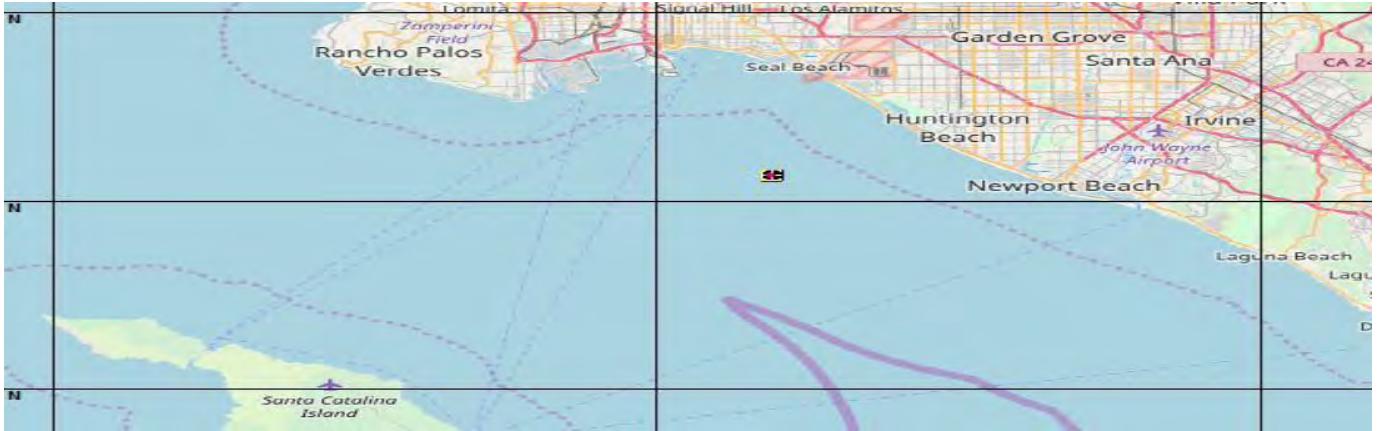 N
Lomita
Zamperini
Field
Signal Hill
Los Alamitos
Rancho Palos
Verdes
Garden Grove
Santa Ana
CA 24
Seal Beach
Huntington
Beach
Irvine
John Wayne
Airport
Newport Beach
N
Laguna Beach
Lagu
D
N
Santa Catalina
Island